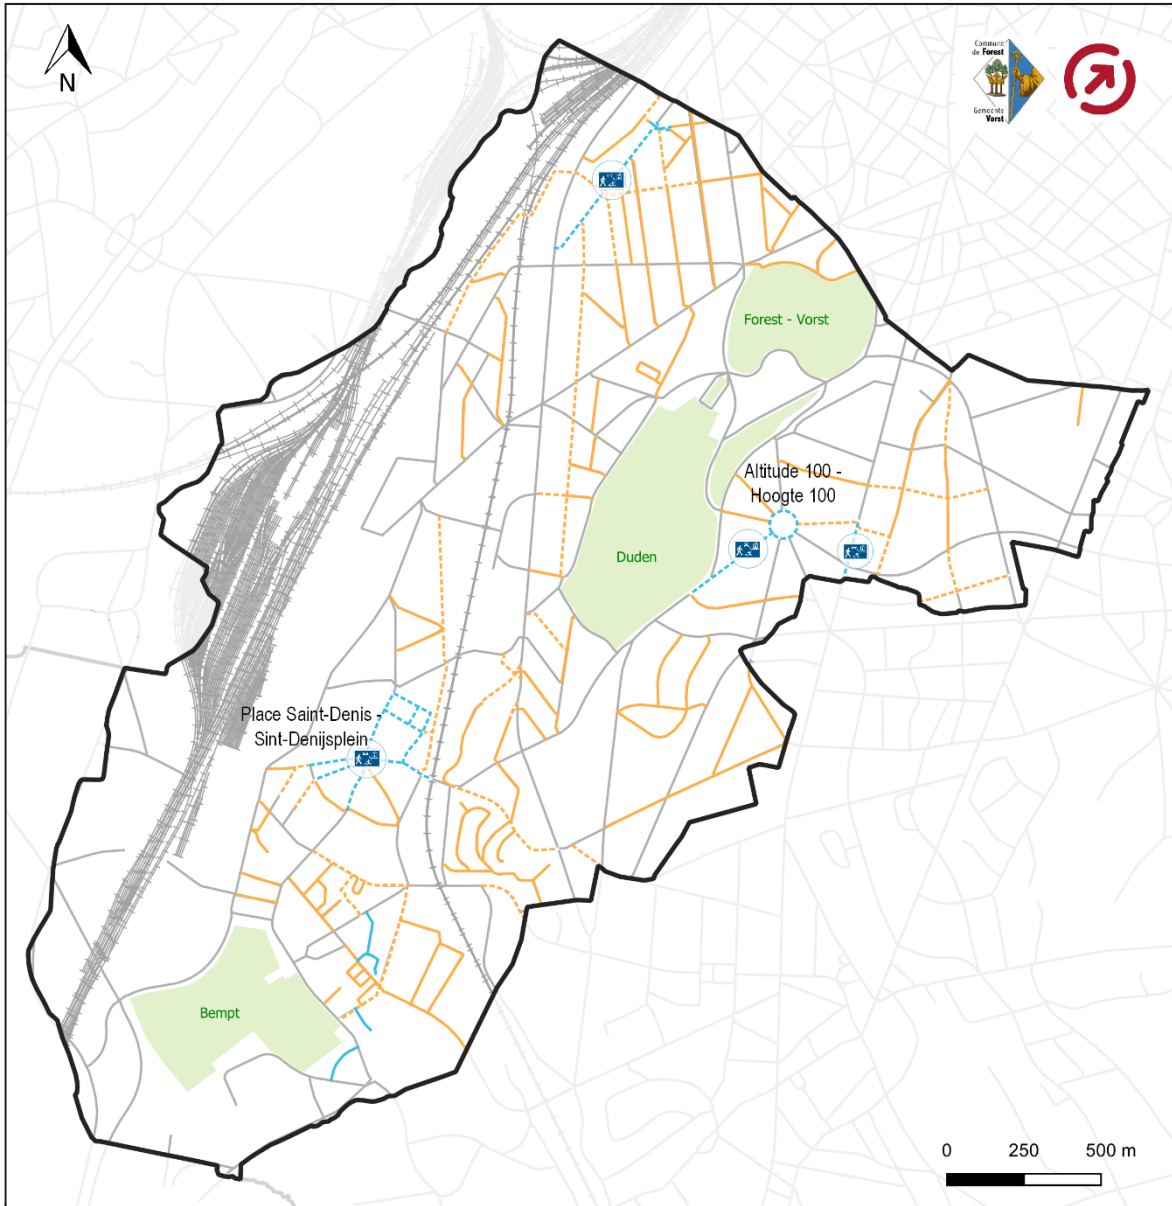 N
Commune
de Forest
Gemeente
Vorst
Forest - Vorst
Altitude 100 -
Hoogte 100
Duden
Place Saint-Denis -
Sint-Denijsplein
Bempt
0 250 500 m